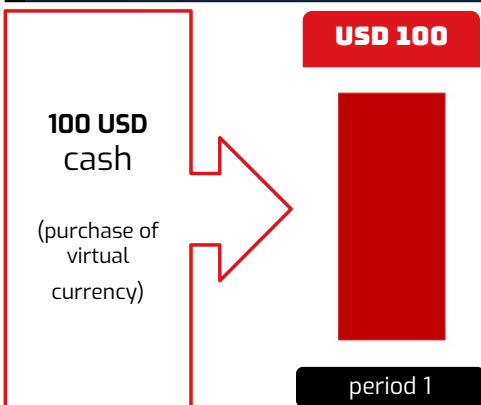 100 USD
cash
(purchase of
virtual
currency)
USD 100
period 1